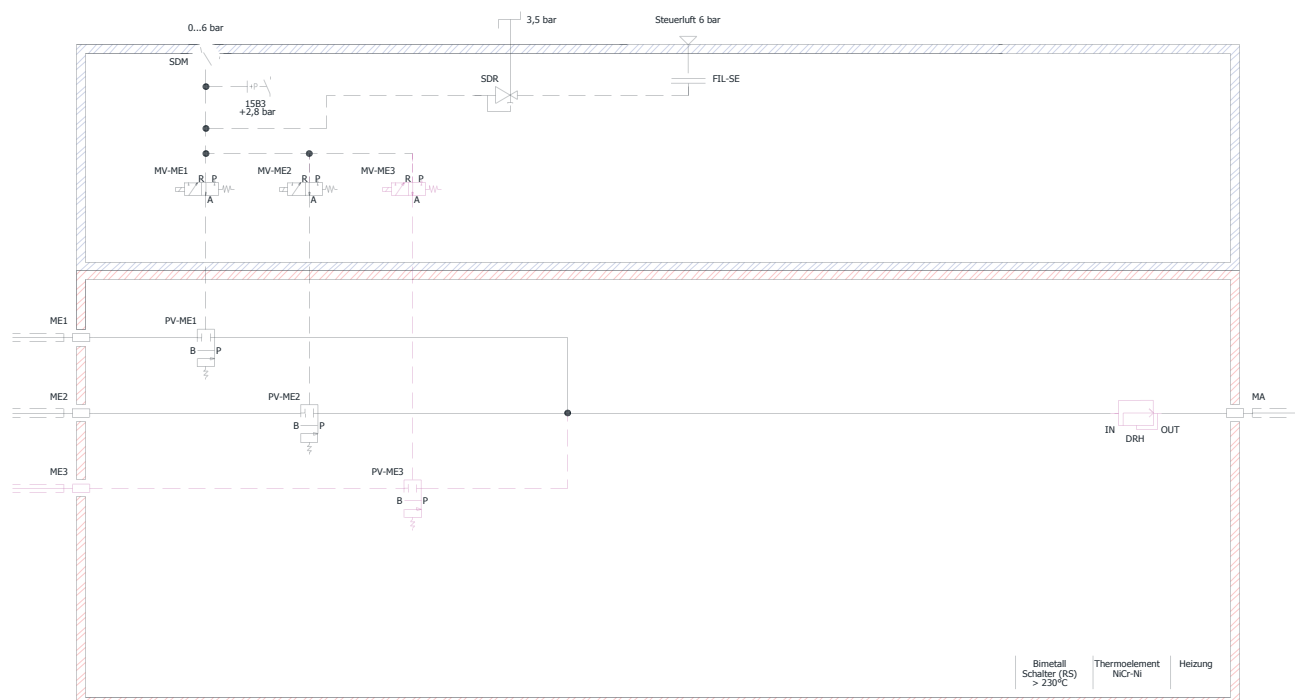 3,5 bar
Steuerluft 6 bar
0...6 bar
SDM
SDR
FIL-SE
P
15B3
+2,8 bar
MV-ME1
R P
A
MV-ME2
R P
A
MV-ME3
R P
A
ME1
PV-ME1
B P
ME2
PV-ME2
B P
MA
IN
OUT
DRH
ME3
PV-ME3
B P
Bimetall
Schalter (RS)
> 230°C
Thermoelement
NiCr-Ni
Heizung